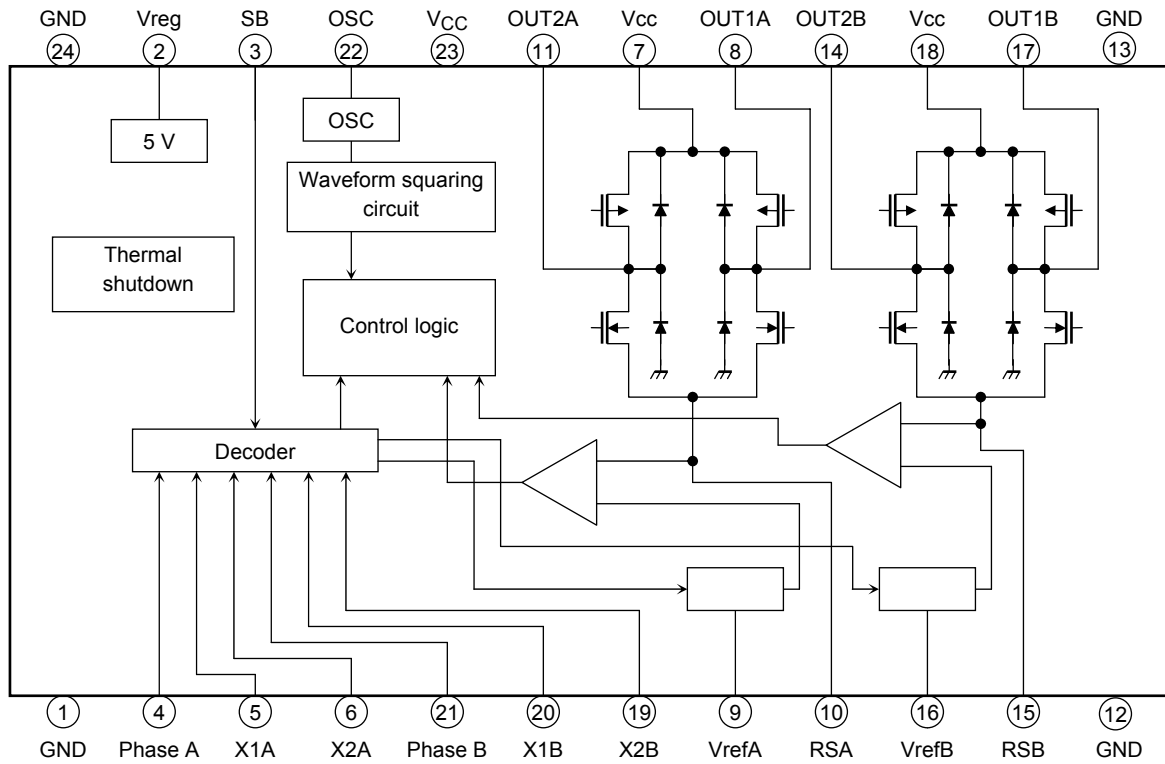 GND Vreg SB OSC VCC OUT2A Vcc OUT1A OUT2B Vcc OUT1B GND
24 2 3 22 23 11 7 8 14 18 17 13
OSC
5 V
Waveform squaring
circuit
Thermal
shutdown
Control logic
Decoder
1 4 5 6 21 20 19 9 10 16 15 12
GND Phase A X1A X2A Phase B X1B X2B VrefA RSA VrefB RSB GND